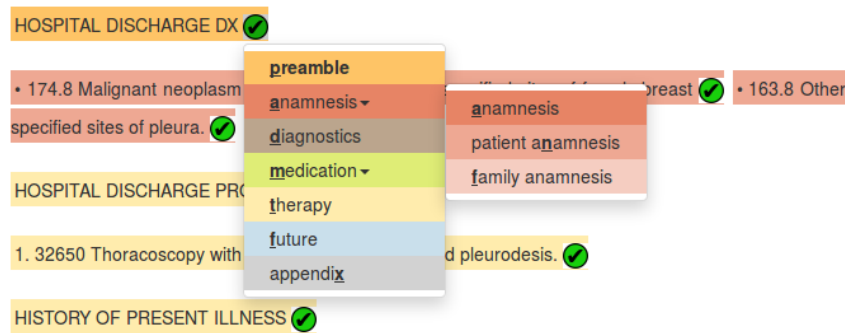 HOSPITAL DISCHARGE DX
• 174.8 Malignant neoplasm breast • 163.8 Other
specified sites of pleura.
preamble
anamnesis
diagnostics
medication
therapy
future
appendix
anamnesis
patient anamnesis
family anamnesis
HOSPITAL DISCHARGE
1. 32650 Thoracoscopy with d pleurodesis.
HISTORY OF PRESENT ILLNESS